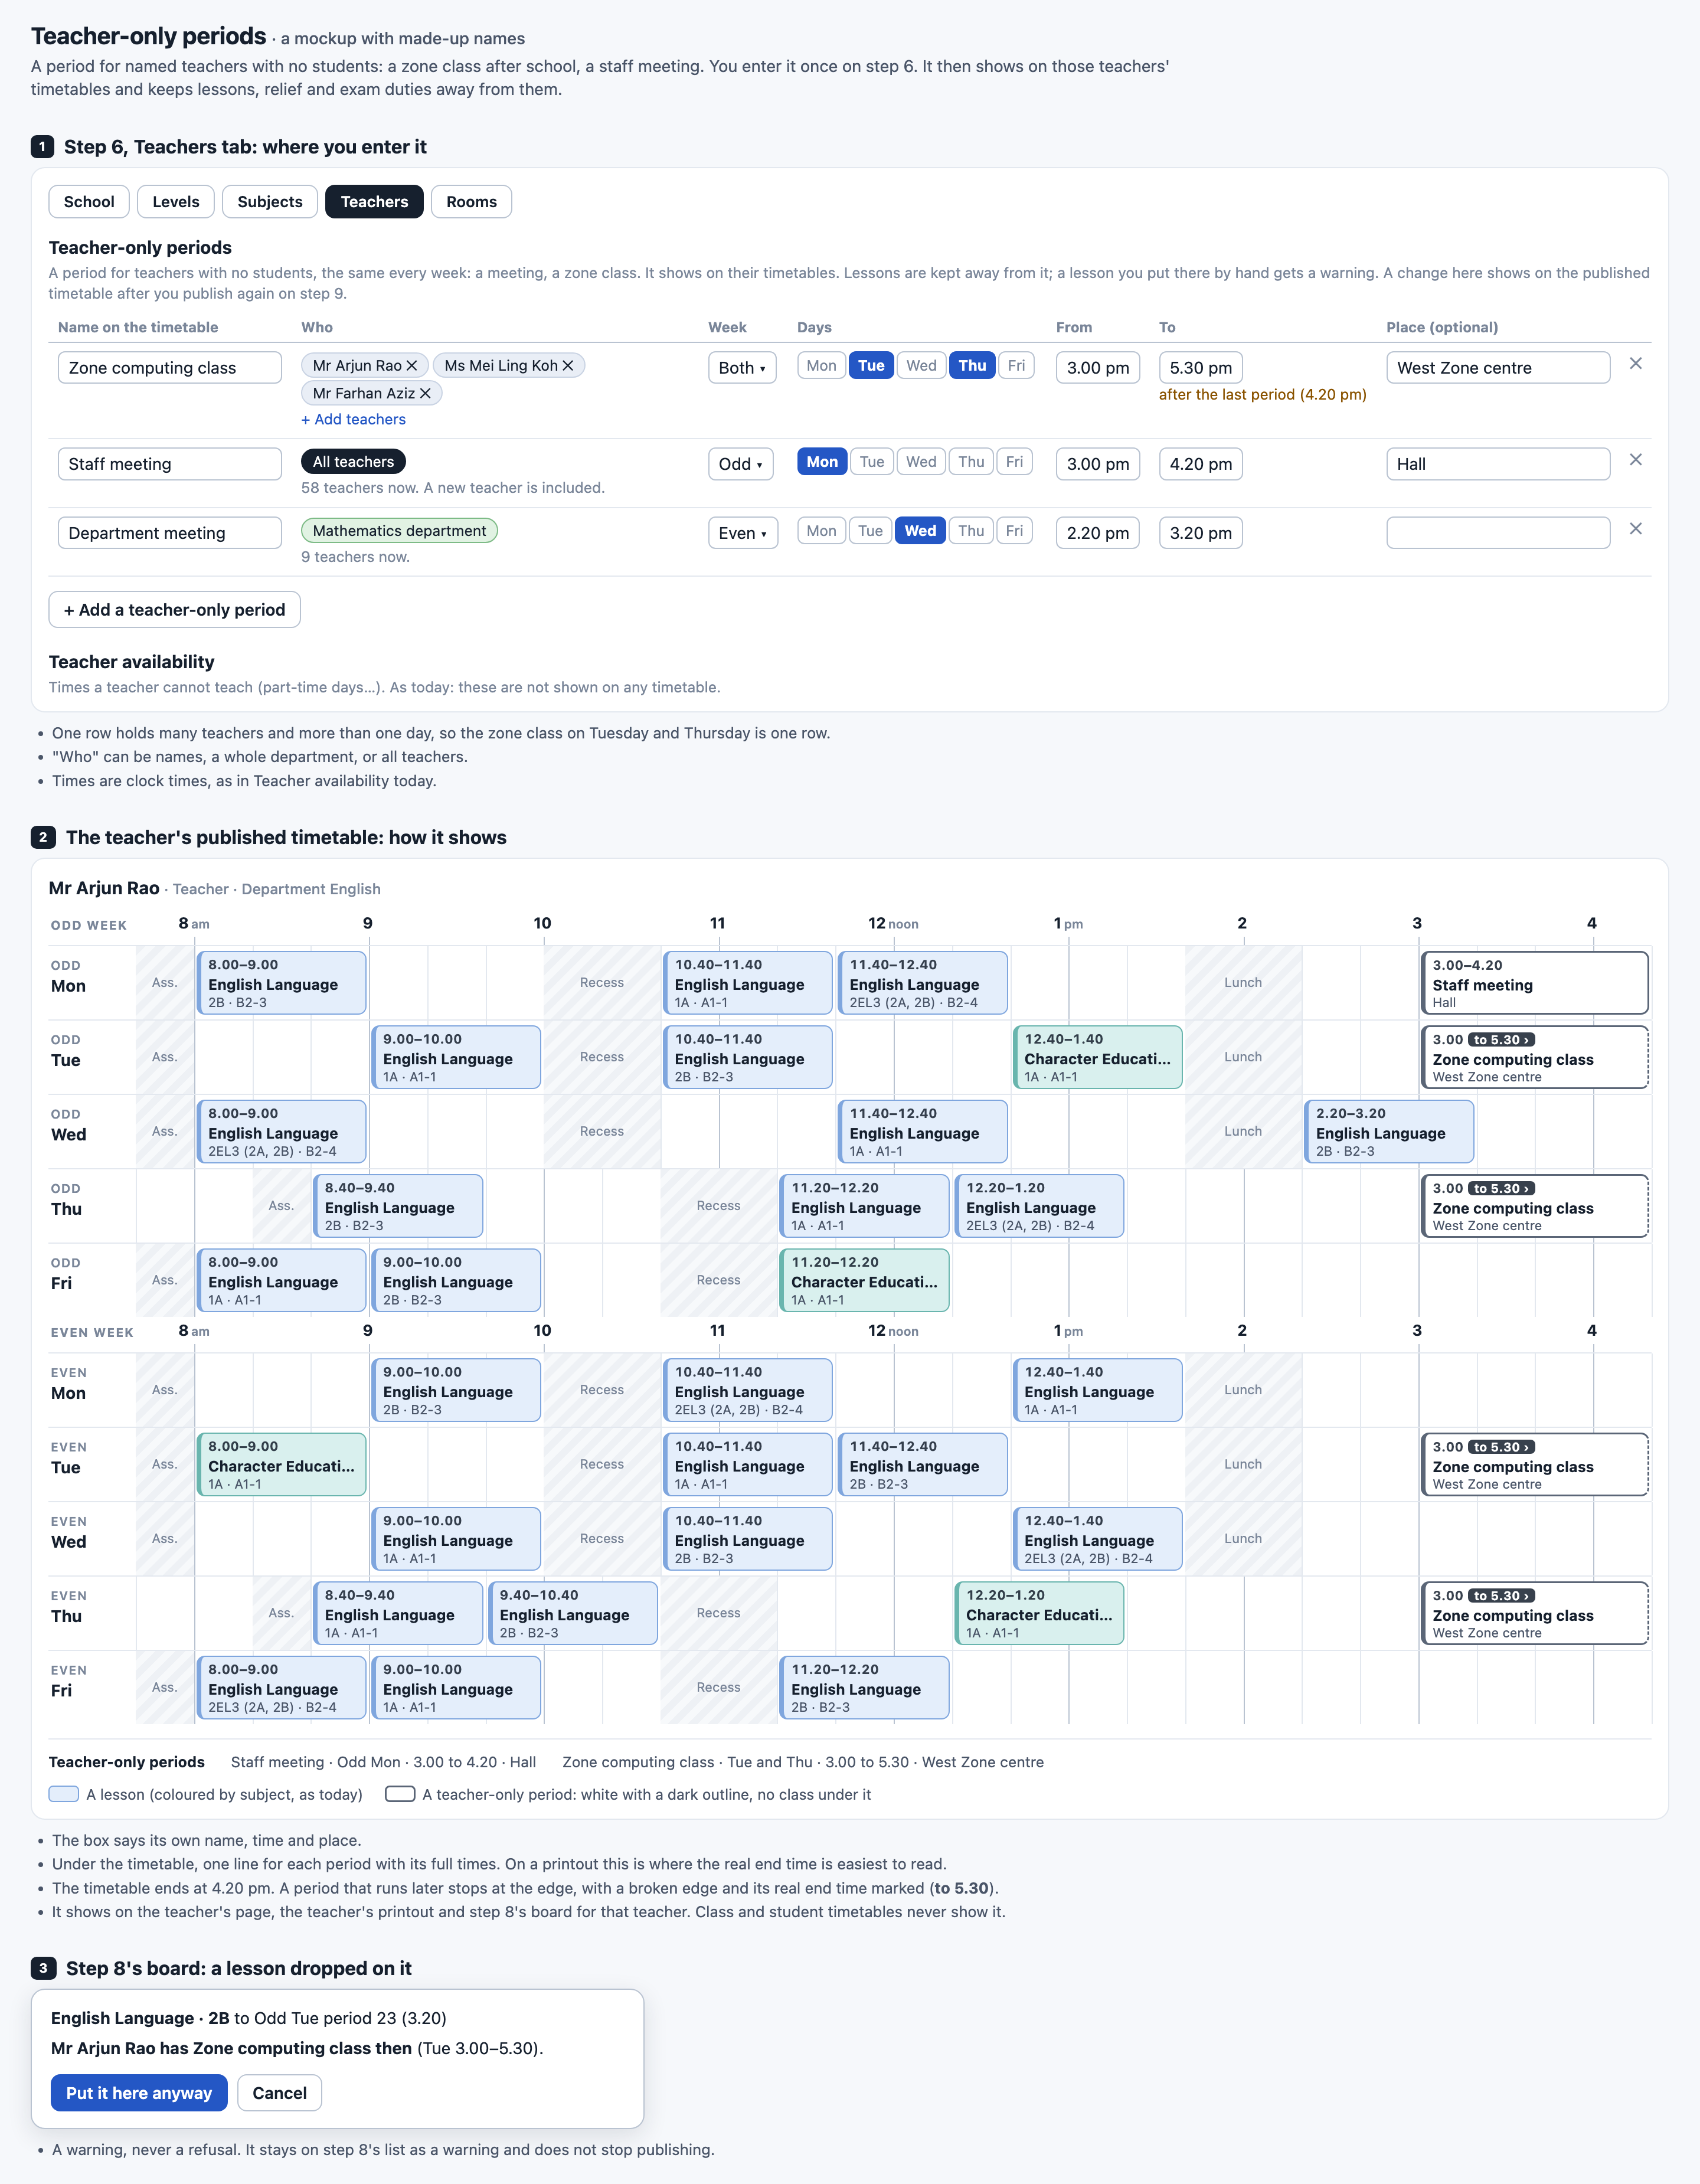 Teacher-only periods · a mockup with made-up names
A period for named teachers with no students: a zone class after school, a staff meeting. You enter it once on step 6. It then shows on those teachers'
timetables and keeps lessons, relief and exam duties away from them.
1 Step 6, Teachers tab: where you enter it
School Levels Subjects Teachers Rooms
Teacher-only periods
A period for teachers with no students, the same every week: a meeting, a zone class. It shows on their timetables. Lessons are kept away from it; a lesson you put there by hand gets a warning. A change here shows on the published
timetable after you publish again on step 9.
Name on the timetable Who Week Days From To Place (optional)
Zone computing class Mr Arjun Rao × Ms Mei Ling Koh × Both ▾ Mon Tue Wed Thu Fri 3.00 pm 5.30 pm West Zone centre ×
Mr Farhan Aziz × after the last period (4.20 pm)
+ Add teachers
Staff meeting All teachers Odd ▾ Mon Tue Wed Thu Fri 3.00 pm 4.20 pm Hall ×
58 teachers now. A new teacher is included.
Department meeting Mathematics department Even ▾ Mon Tue Wed Thu Fri 2.20 pm 3.20 pm ×
9 teachers now.
+ Add a teacher-only period
Teacher availability
Times a teacher cannot teach (part-time days…). As today: these are not shown on any timetable.
• One row holds many teachers and more than one day, so the zone class on Tuesday and Thursday is one row.
• "Who" can be names, a whole department, or all teachers.
• Times are clock times, as in Teacher availability today.
2 The teacher's published timetable: how it shows
Mr Arjun Rao · Teacher · Department English
ODD WEEK 8 am 9 10 11 12 noon 1 pm 2 3 4
ODD 8.00–9.00 10.40–11.40 11.40–12.40 3.00–4.20
Mon Ass. English Language Recess English Language English Language Lunch Staff meeting
2B · B2-3 1A · A1-1 2EL3 (2A, 2B) · B2-4 Hall
ODD 9.00–10.00 10.40–11.40 12.40–1.40 3.00 to 5.30 ›
Tue Ass. English Language Recess English Language Character Educati… Lunch Zone computing class
1A · A1-1 2B · B2-3 1A · A1-1 West Zone centre
ODD 8.00–9.00 11.40–12.40 2.20–3.20
Wed Ass. English Language Recess English Language Lunch English Language
2EL3 (2A, 2B) · B2-4 1A · A1-1 2B · B2-3
ODD 8.40–9.40 11.20–12.20 12.20–1.20 3.00 to 5.30 ›
Thu Ass. English Language Recess English Language English Language Zone computing class
2B · B2-3 1A · A1-1 2EL3 (2A, 2B) · B2-4 West Zone centre
ODD 8.00–9.00 9.00–10.00 11.20–12.20
Fri Ass. English Language English Language Recess Character Educati…
1A · A1-1 2B · B2-3 1A · A1-1
EVEN WEEK 8 am 9 10 11 12 noon 1 pm 2 3 4
EVEN 9.00–10.00 10.40–11.40 12.40–1.40
Mon Ass. English Language Recess English Language English Language Lunch
2B · B2-3 2EL3 (2A, 2B) · B2-4 1A · A1-1
EVEN 8.00–9.00 10.40–11.40 11.40–12.40 3.00 to 5.30 ›
Tue Ass. Character Educati… Recess English Language English Language Lunch Zone computing class
1A · A1-1 1A · A1-1 2B · B2-3 West Zone centre
EVEN 9.00–10.00 10.40–11.40 12.40–1.40
Wed Ass. English Language Recess English Language English Language Lunch
1A · A1-1 2B · B2-3 2EL3 (2A, 2B) · B2-4
EVEN 8.40–9.40 9.40–10.40 12.20–1.20 3.00 to 5.30 ›
Thu Ass. English Language English Language Recess Character Educati… Zone computing class
1A · A1-1 2B · B2-3 1A · A1-1 West Zone centre
EVEN 8.00–9.00 9.00–10.00 11.20–12.20
Fri Ass. English Language English Language Recess English Language
2EL3 (2A, 2B) · B2-4 1A · A1-1 2B · B2-3
Teacher-only periods Staff meeting · Odd Mon · 3.00 to 4.20 · Hall Zone computing class · Tue and Thu · 3.00 to 5.30 · West Zone centre
A lesson (coloured by subject, as today) A teacher-only period: white with a dark outline, no class under it
• The box says its own name, time and place.
• Under the timetable, one line for each period with its full times. On a printout this is where the real end time is easiest to read.
• The timetable ends at 4.20 pm. A period that runs later stops at the edge, with a broken edge and its real end time marked (to 5.30).
• It shows on the teacher's page, the teacher's printout and step 8's board for that teacher. Class and student timetables never show it.
3 Step 8's board: a lesson dropped on it
English Language · 2B to Odd Tue period 23 (3.20)
Mr Arjun Rao has Zone computing class then (Tue 3.00–5.30).
Put it here anyway Cancel
• A warning, never a refusal. It stays on step 8's list as a warning and does not stop publishing.